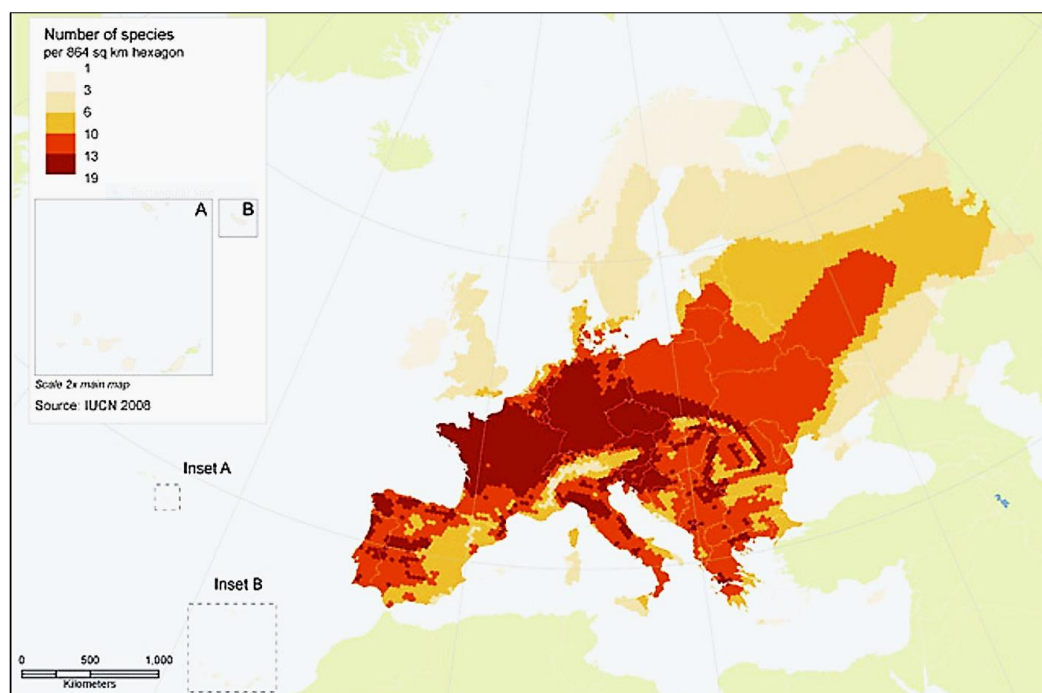 Number of species
per 864 sq km hexagon
1
3
6
10
13
19
A
B
Scale 2x main map
Source: IUCN 2008
Inset A
Inset B
0 500 1,000
Kilometers